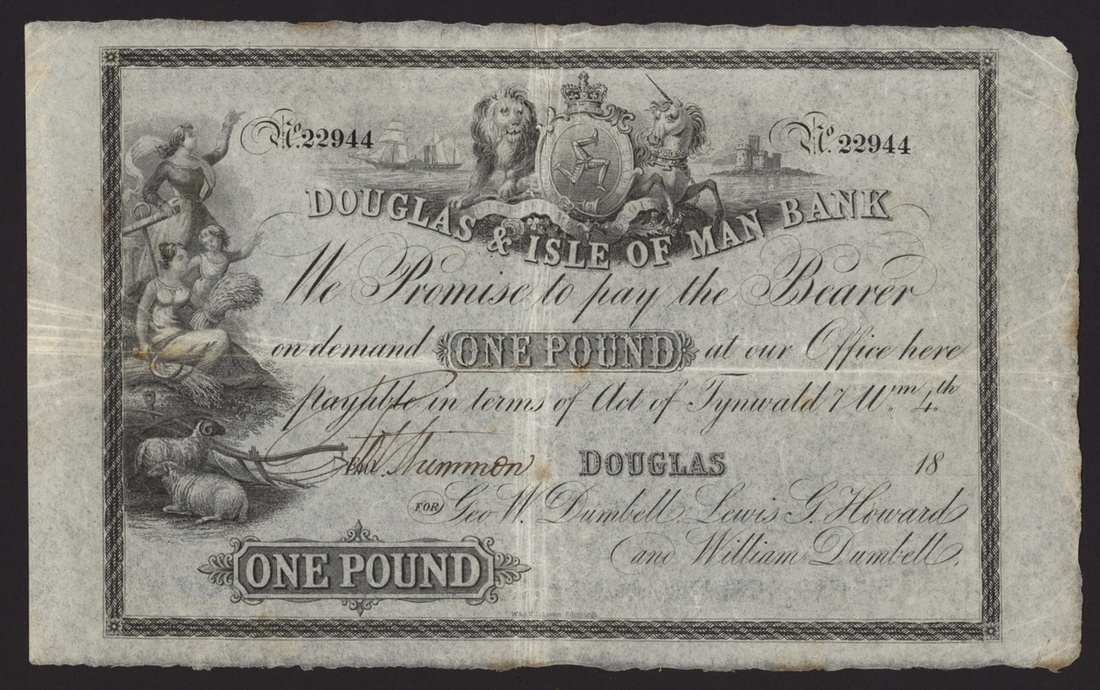 No. 22944
No. 22944
DOUGLAS & ISLE OF MAN BANK
We Promise to pay the Bearer
on demand ONE POUND at our Office here
payable in terms of Act of Tynwald 7 Wm. 4th
DOUGLAS 18
FOR Geo W. Dumbell, Lewis G. Howard
and William Dumbell.
ONE POUND